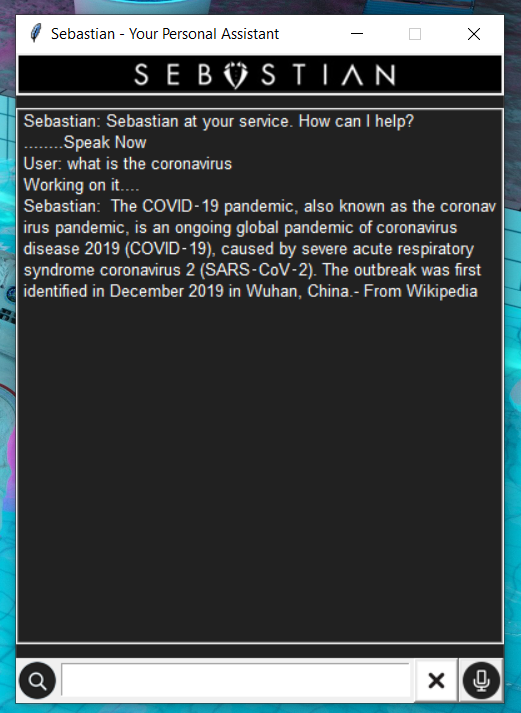 Sebastian - Your Personal Assistant
SEBASTIAN
Sebastian: Sebastian at your service. How can I help?
........Speak Now
User: what is the coronavirus
Working on it....
Sebastian:  The COVID-19 pandemic, also known as the coronav
irus pandemic, is an ongoing global pandemic of coronavirus
disease 2019 (COVID-19), caused by severe acute respiratory
syndrome coronavirus 2 (SARS-CoV-2). The outbreak was first
identified in December 2019 in Wuhan, China.- From Wikipedia